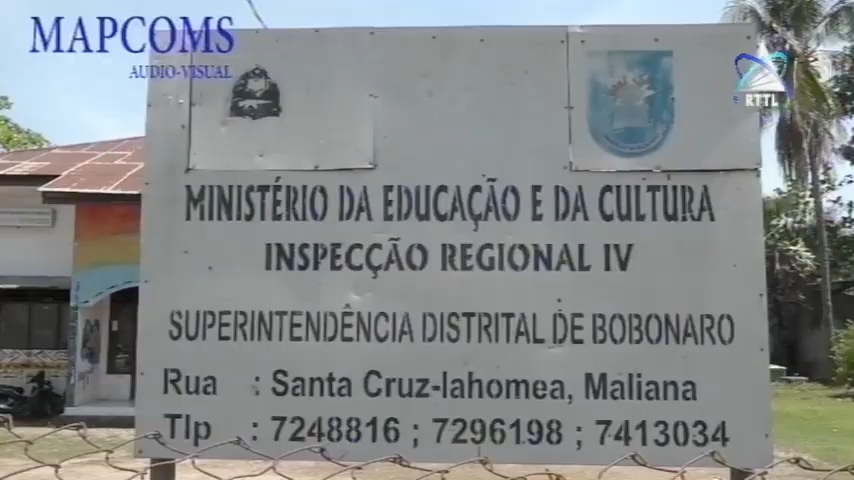 MAPCOMS
AUDIO-VISUAL
RTTL
MINISTÉRIO DA EDUCAÇÃO E DA CULTURA
INSPECÇÃO REGIONAL IV
SUPERINTENDÊNCIA DISTRITAL DE BOBONARO
Rua : Santa Cruz-lahomea, Maliana
Tlp : 7248816 ; 7296198 ; 7413034